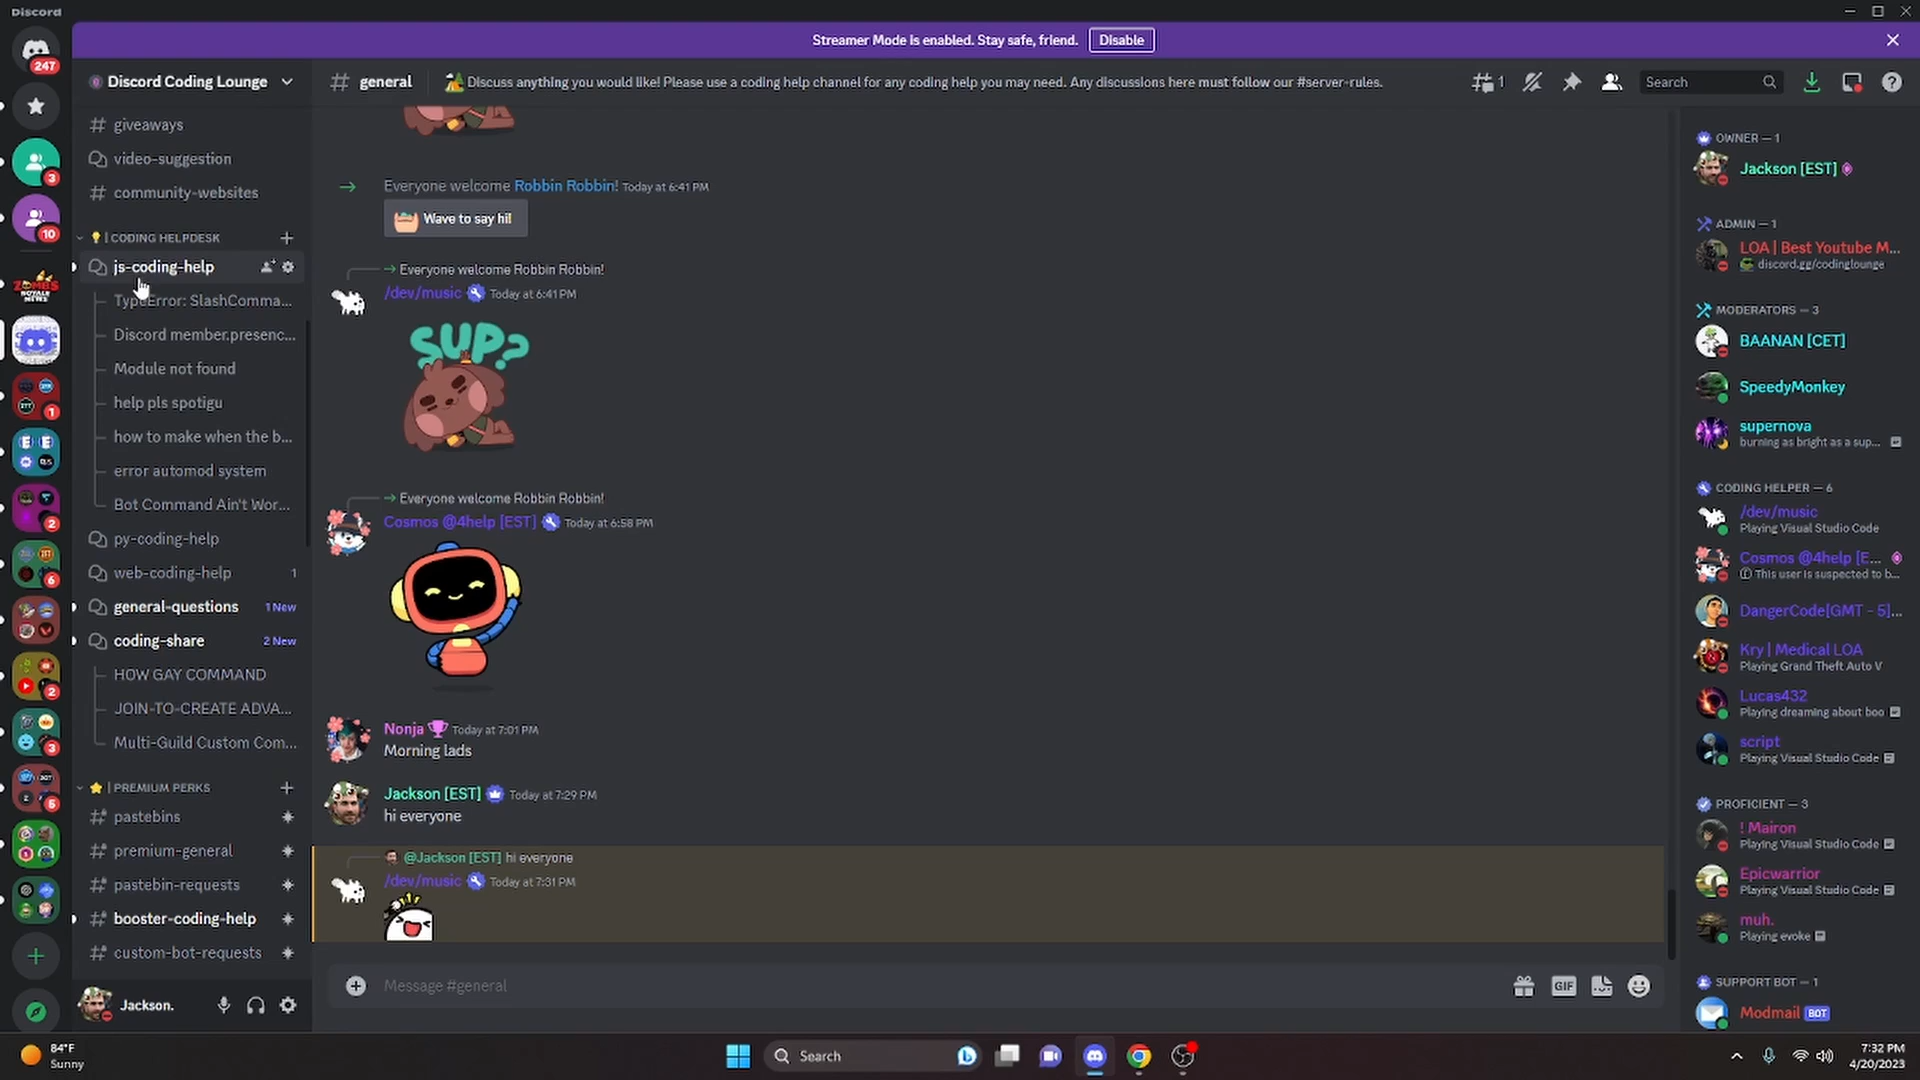 Discord
Streamer Mode is enabled. Stay safe, friend.
Disable
247
3
10
ZOMBS
ROYALE
1
2
6
2
3
5
Discord Coding Lounge
giveaways
video-suggestion
community-websites
CODING HELPDESK
js-coding-help
TypeError: SlashComma...
Discord member.presenc...
Module not found
help pls spotigu
how to make when the b...
error automod system
Bot Command Ain't Wor...
py-coding-help
web-coding-help 1
general-questions 1 New
coding-share 2 New
HOW GAY COMMAND
JOIN-TO-CREATE ADVA...
Multi-Guild Custom Com...
PREMIUM PERKS
pastebins
premium-general
pastebin-requests
booster-coding-help
custom-bot-requests
Jackson.
# general
Discuss anything you would like! Please use a coding help channel for any coding help you may need. Any discussions here must follow our #server-rules.
1
Search
Everyone welcome Robbin Robbin! Today at 6:41 PM
Wave to say hi!
Everyone welcome Robbin Robbin!
/dev/music Today at 6:41 PM
SUP?
Everyone welcome Robbin Robbin!
Cosmos @4help [EST] Today at 6:58 PM
Nonja Today at 7:01 PM
Morning lads
Jackson [EST] Today at 7:29 PM
hi everyone
@Jackson [EST] hi everyone
/dev/music Today at 7:31 PM
Message #general
GIF
OWNER — 1
Jackson [EST]
ADMIN — 1
LOA | Best Youtube M...
discord.gg/codinglounge
MODERATORS — 3
BAANAN [CET]
SpeedyMonkey
supernova
burning as bright as a sup...
CODING HELPER — 6
/dev/music
Playing Visual Studio Code
Cosmos @4help [E...
This user is suspected to b...
DangerCode[GMT - 5]...
Kry | Medical LOA
Playing Grand Theft Auto V
Lucas432
Playing dreaming about boo
script
Playing Visual Studio Code
PROFICIENT — 3
! Mairon
Playing Visual Studio Code
Epicwarrior
Playing Visual Studio Code
muh.
Playing evoke
SUPPORT BOT — 1
Modmail BOT
84°F
Sunny
Search
7:32 PM
4/20/2023